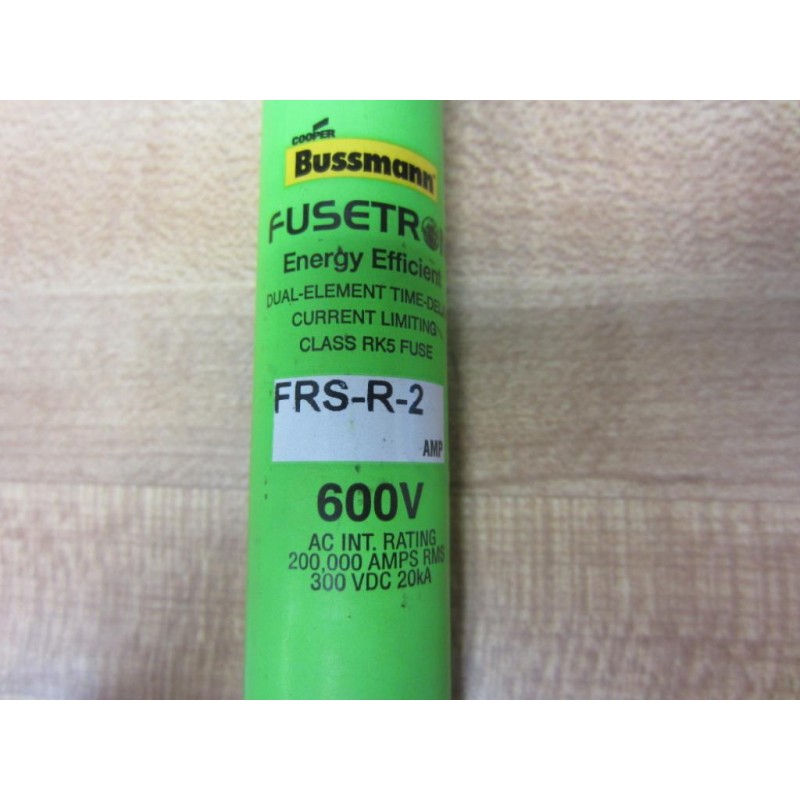 COOPER
Bussmann
FUSETRO
Energy Efficient
DUAL-ELEMENT TIME-DEL
CURRENT LIMITING
CLASS RK5 FUSE
FRS-R-2
AMP
600V
AC INT. RATING
200,000 AMPS RMS
300 VDC 20kA